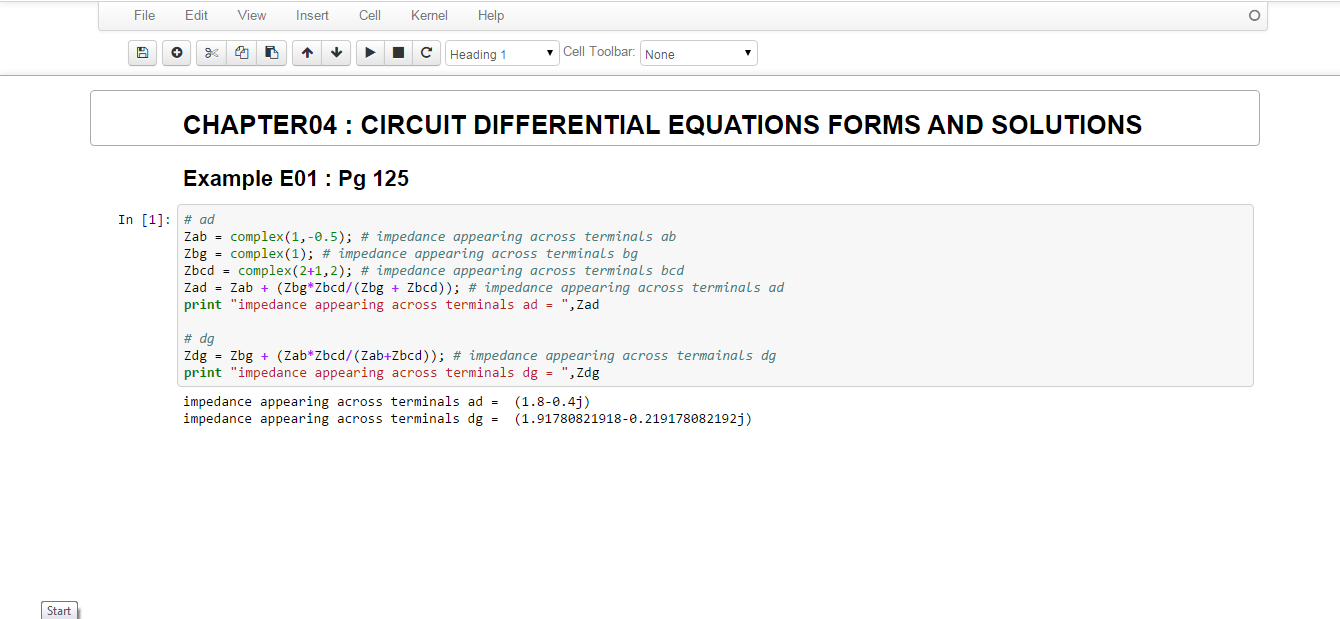 File Edit View Insert Cell Kernel Help
Heading 1 Cell Toolbar: None
CHAPTER04 : CIRCUIT DIFFERENTIAL EQUATIONS FORMS AND SOLUTIONS
Example E01 : Pg 125
In [1]: # ad
Zab = complex(1,-0.5); # impedance appearing across terminals ab
Zbg = complex(1); # impedance appearing across terminals bg
Zbcd = complex(2+1,2); # impedance appearing across terminals bcd
Zad = Zab + (Zbg*Zbcd/(Zbg + Zbcd)); # impedance appearing across terminals ad
print "impedance appearing across terminals ad = ",Zad
# dg
Zdg = Zbg + (Zab*Zbcd/(Zab+Zbcd)); # impedance appearing across termainals dg
print "impedance appearing across terminals dg = ",Zdg
impedance appearing across terminals ad =  (1.8-0.4j)
impedance appearing across terminals dg =  (1.91780821918-0.219178082192j)
Start